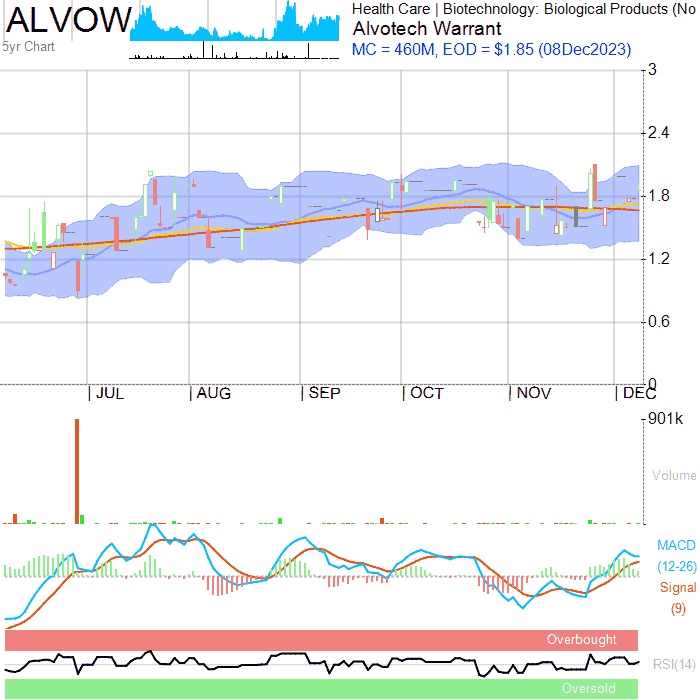 ALVOW
5yr Chart
Health Care | Biotechnology: Biological Products (No
Alvotech Warrant
MC = 460M, EOD = $1.85 (08Dec2023)
3
2.4
1.8
1.2
0.6
0
JUL
AUG
SEP
OCT
NOV
DEC
901k
Volume
MACD
(12-26)
Signal
(9)
Overbought
RSI(14)
Oversold